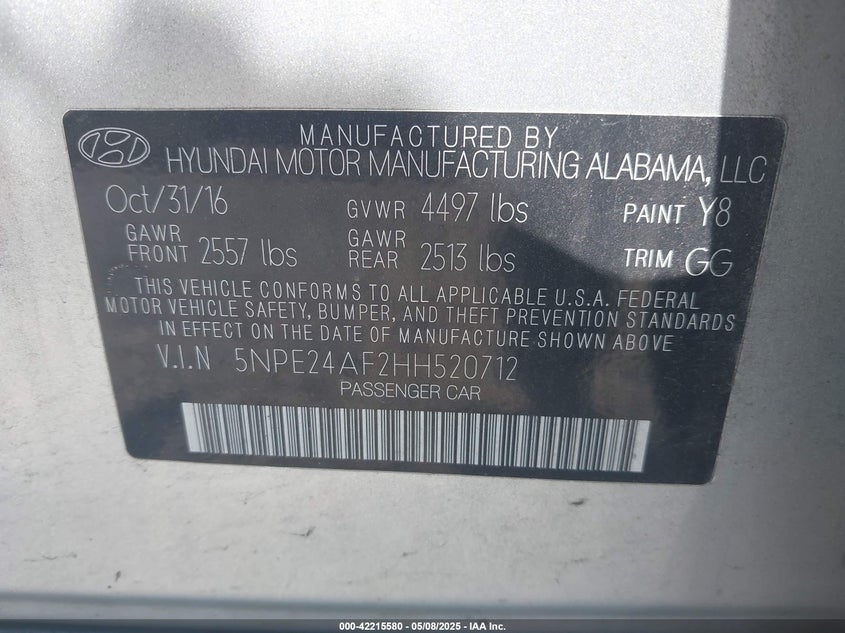 MANUFACTURED BY
HYUNDAI MOTOR MANUFACTURING ALABAMA, LLC
Oct/31/16 GVWR 4497 lbs PAINT Y8
GAWR FRONT 2557 lbs GAWR REAR 2513 lbs TRIM GG
THIS VEHICLE CONFORMS TO ALL APPLICABLE U.S.A. FEDERAL
MOTOR VEHICLE SAFETY, BUMPER, AND THEFT PREVENTION STANDARDS
IN EFFECT ON THE DATE OF MANUFACTURE SHOWN ABOVE.
V.I.N 5NPE24AF2HH520712
PASSENGER CAR
000-42215580 - 05/08/2025 - IAA Inc.